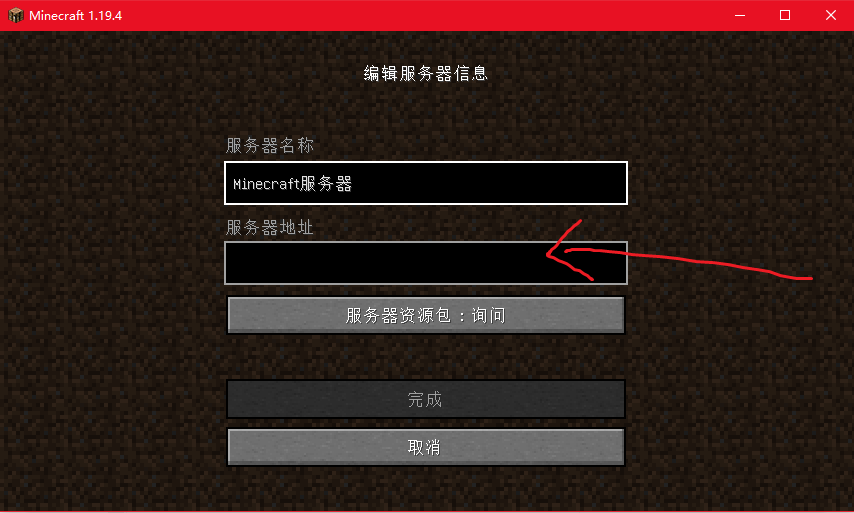 Minecraft 1.19.4
编辑服务器信息
服务器名称
Minecraft服务器
服务器地址
服务器资源包：询问
完成
取消